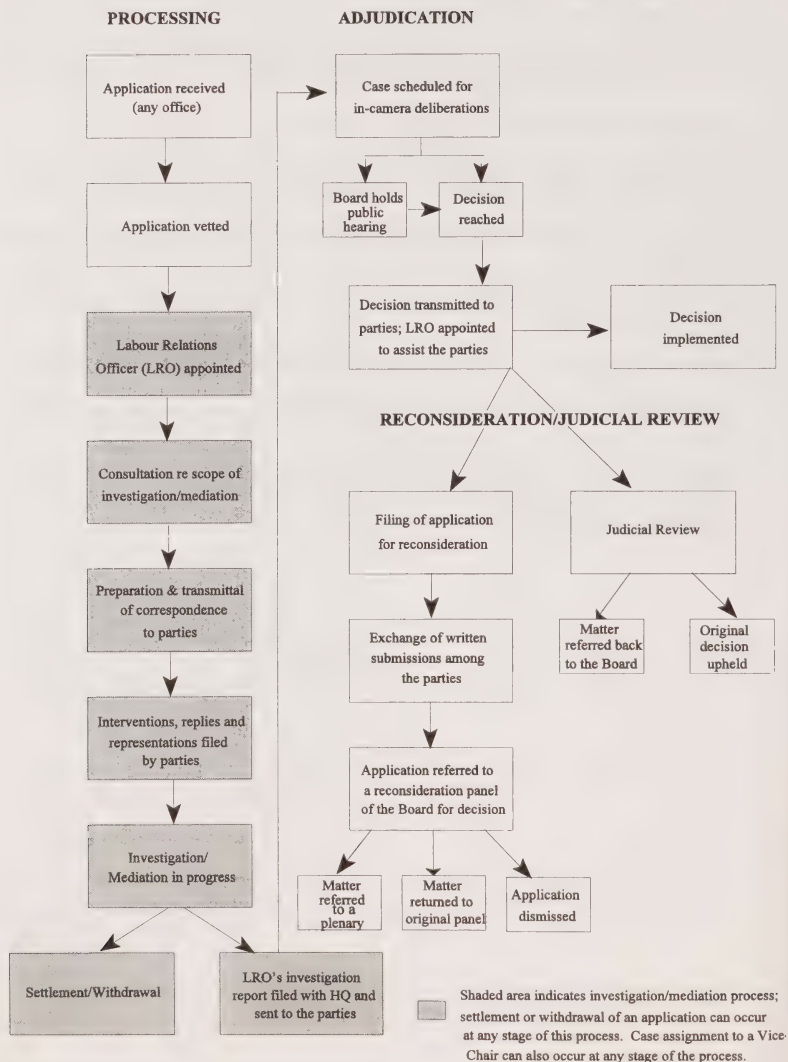 PROCESSING
Application received
(any office)
Application vetted
Labour Relations
Officer (LRO) appointed
Consultation re scope of
investigation/mediation
Preparation & transmittal
of correspondence
to parties
Interventions, replies and
representations filed
by parties
Investigation/
Mediation in progress
Settlement/Withdrawal
LRO's investigation
report filed with HQ and
sent to the parties
ADJUDICATION
Case scheduled for
in-camera deliberations
Board holds
public
hearing
Decision
reached
Decision transmitted to
parties; LRO appointed
to assist the parties
Decision
implemented
RECONSIDERATION/JUDICIAL REVIEW
Filing of application
for reconsideration
Exchange of written
submissions among
the parties
Application referred to
a reconsideration panel
of the Board for decision
Matter
referred
to a
plenary
Matter
returned to
original panel
Application
dismissed
Judicial Review
Matter
referred back
to the Board
Original
decision
upheld
Shaded area indicates investigation/mediation process;
settlement or withdrawal of an application can occur
at any stage of this process. Case assignment to a Vice-
Chair can also occur at any stage of the process.